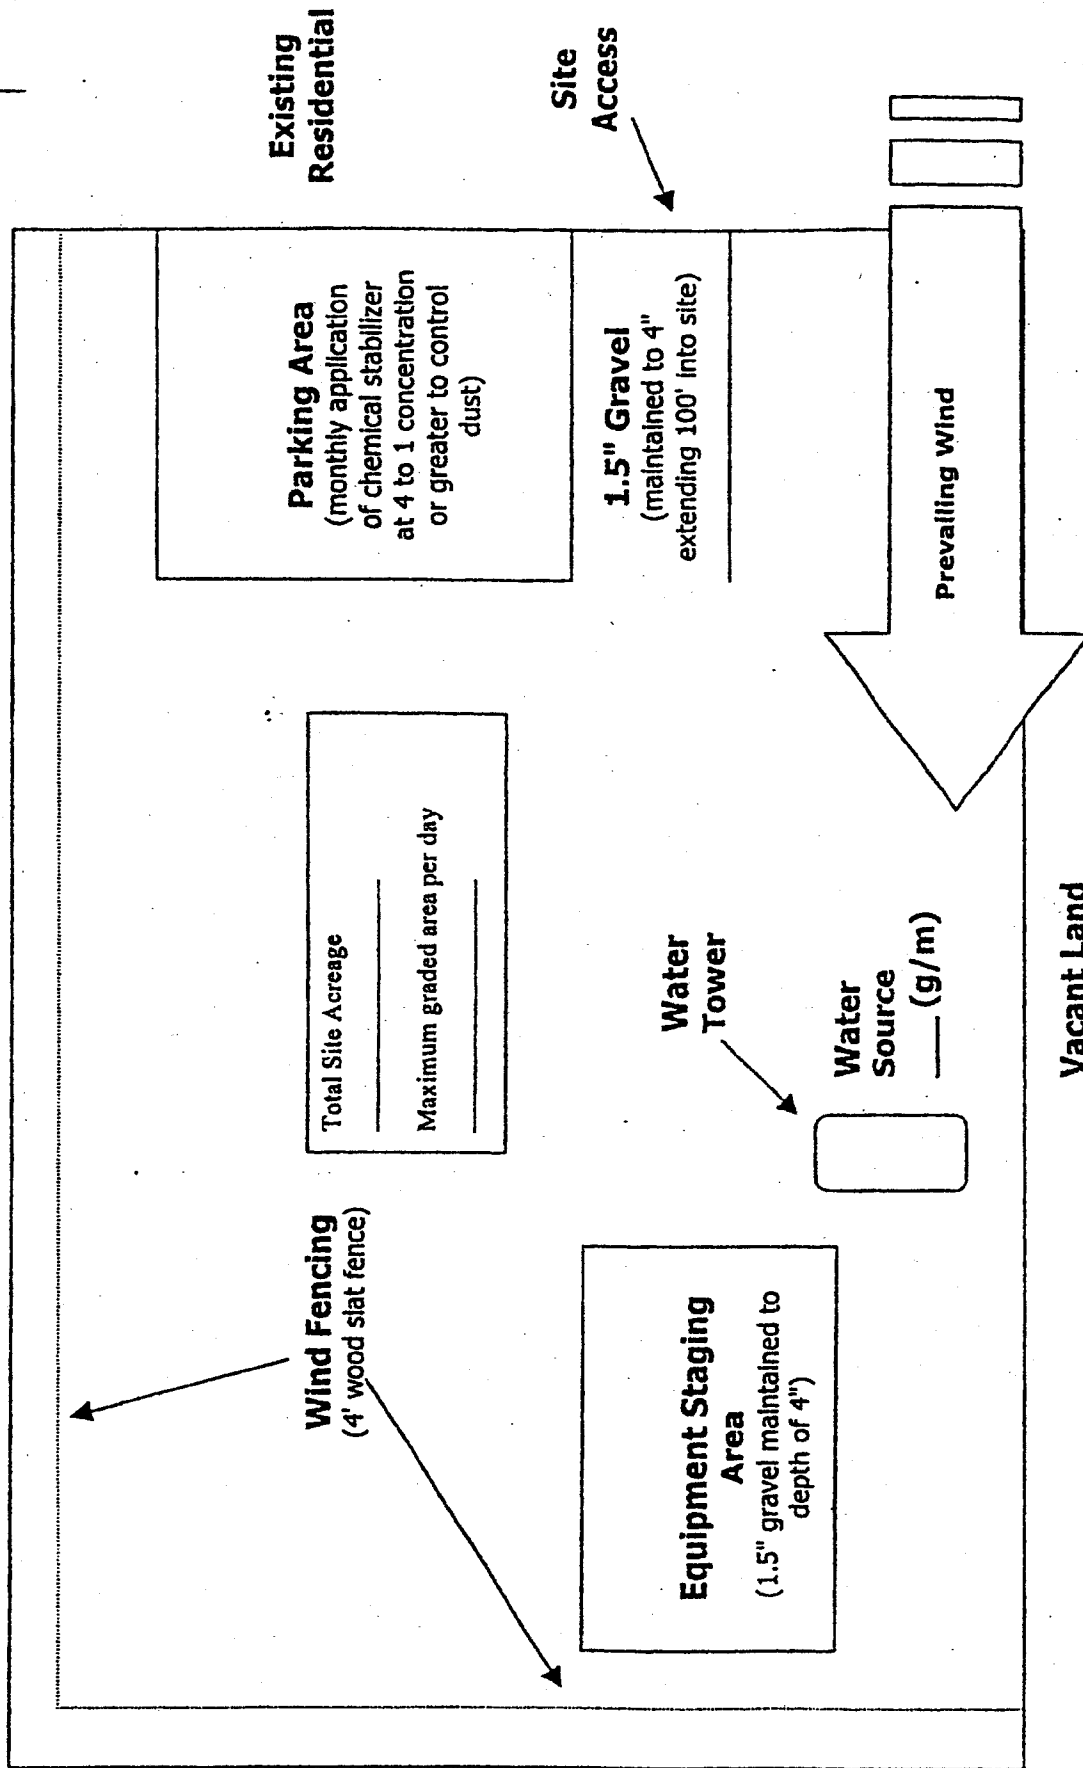 Existing
Residential
Site
Access
Parking Area
(monthly application
of chemical stabilizer
at 4 to 1 concentration
or greater to control
dust)
1.5" Gravel
(maintained to 4"
extending 100' into site)
Prevailing Wind
Total Site Acreage
Maximum graded area per day
Water
Tower
Water
Source
____ (g/m)
Vacant Land
Wind Fencing
(4' wood slat fence)
Equipment Staging
Area
(1.5" gravel maintained to
depth of 4")